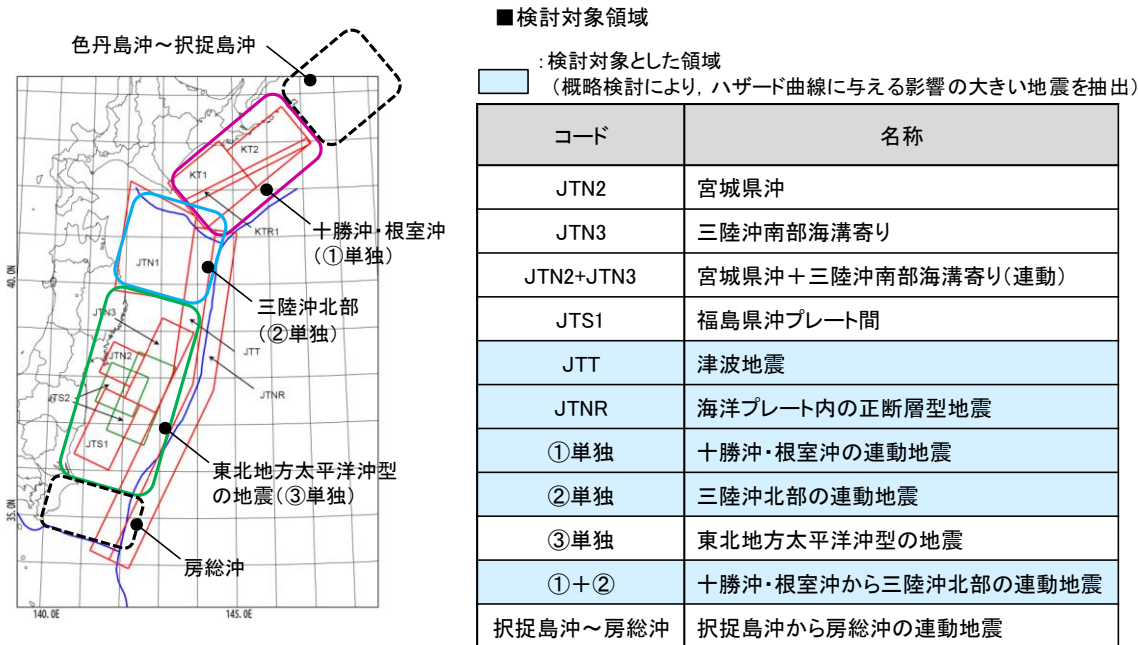 色丹島沖~択捉島沖
KT2
KT1
十勝沖・根室沖
(①単独)
KTR1
JTN1
40.0N
三陸沖北部
(②単独)
JTN3
JTT
JTN2
JTNR
JTS2
JTS1
東北地方太平洋沖型
の地震(③単独)
35.0N
房総沖
140.0E
145.0E
■検討対象領域
:検討対象とした領域
(概略検討により,ハザード曲線に与える影響の大きい地震を抽出)
コード 名称
JTN2 宮城県沖
JTN3 三陸沖南部海溝寄り
JTN2+JTN3 宮城県沖+三陸沖南部海溝寄り(連動)
JTS1 福島県沖プレート間
JTT 津波地震
JTNR 海洋プレート内の正断層型地震
①単独 十勝沖・根室沖の連動地震
②単独 三陸沖北部の連動地震
③単独 東北地方太平洋沖型の地震
①+② 十勝沖・根室沖から三陸沖北部の連動地震
択捉島沖~房総沖 択捉島沖から房総沖の連動地震